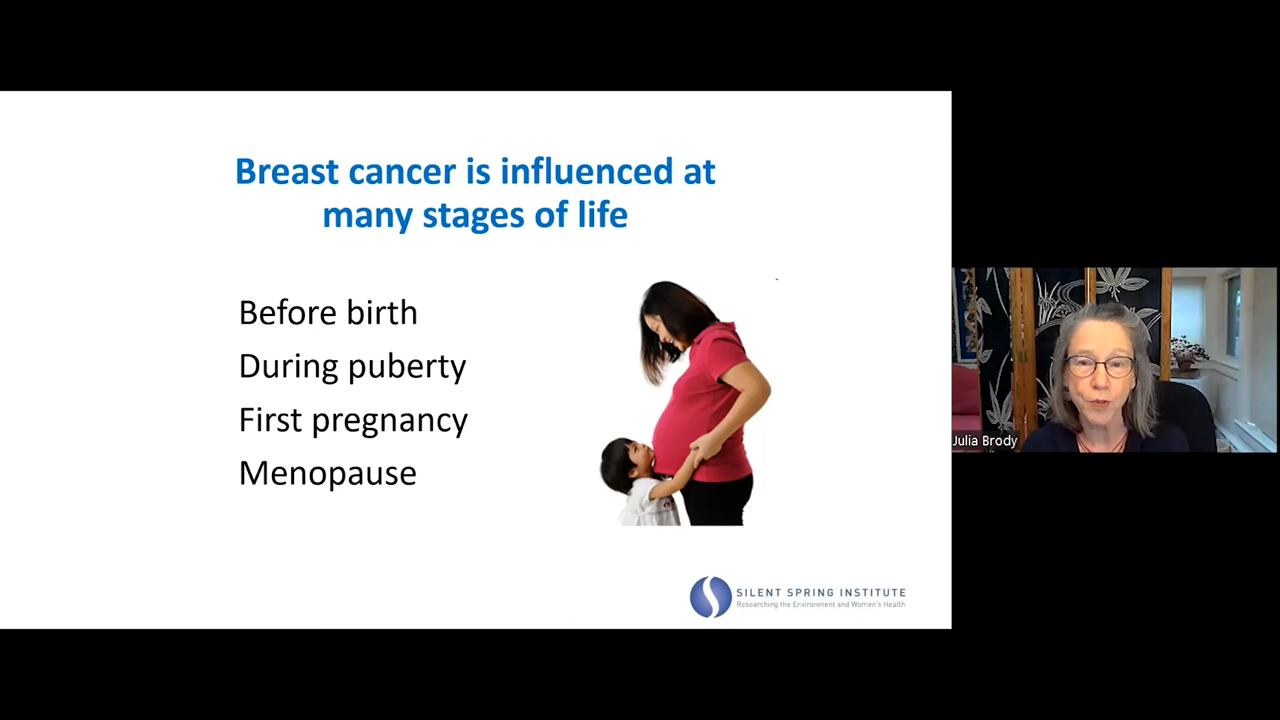 Breast cancer is influenced at
many stages of life
Before birth
During puberty
First pregnancy
Menopause
SILENT SPRING INSTITUTE
Researching the Environment and Women's Health
Julia Brody